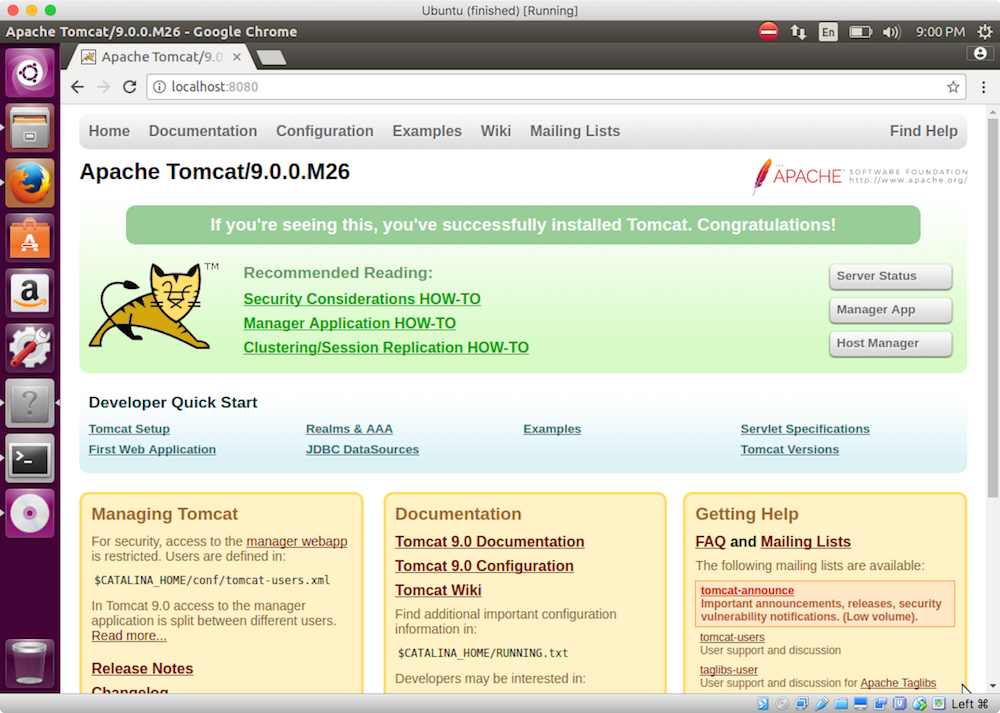 Ubuntu (finished) [Running]
Apache Tomcat/9.0.0.M26 - Google Chrome
En
9:00 PM
Apache Tomcat/9.0
localhost:8080
Home Documentation Configuration Examples Wiki Mailing Lists Find Help
Apache Tomcat/9.0.0.M26
THE
APACHE™ SOFTWARE FOUNDATION
http://www.apache.org/
If you're seeing this, you've successfully installed Tomcat. Congratulations!
TM
Recommended Reading:
Security Considerations HOW-TO
Manager Application HOW-TO
Clustering/Session Replication HOW-TO
Server Status
Manager App
Host Manager
Developer Quick Start
Tomcat Setup
First Web Application
Realms & AAA
JDBC DataSources
Examples
Servlet Specifications
Tomcat Versions
Managing Tomcat
For security, access to the manager webapp
is restricted. Users are defined in:
$CATALINA_HOME/conf/tomcat-users.xml
In Tomcat 9.0 access to the manager
application is split between different users.
Read more...
Release Notes
Changelog
Documentation
Tomcat 9.0 Documentation
Tomcat 9.0 Configuration
Tomcat Wiki
Find additional important configuration
information in:
$CATALINA_HOME/RUNNING.txt
Developers may be interested in:
Getting Help
FAQ and Mailing Lists
The following mailing lists are available:
tomcat-announce
Important announcements, releases, security
vulnerability notifications. (Low volume).
tomcat-users
User support and discussion
taglibs-user
User support and discussion for Apache Taglibs
Left ⌘